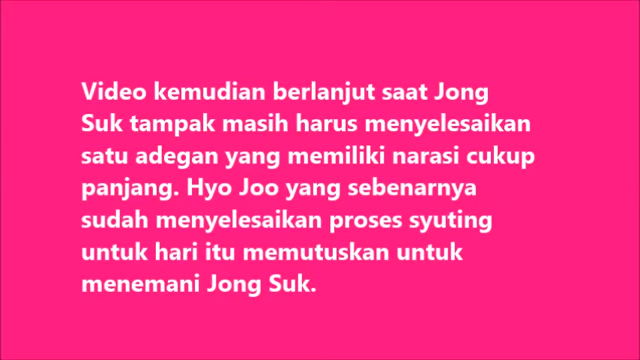 Video kemudian berlanjut saat Jong
Suk tampak masih harus menyelesaikan
satu adegan yang memiliki narasi cukup
panjang. Hyo Joo yang sebenarnya
sudah menyelesaikan proses syuting
untuk hari itu memutuskan untuk
menemani Jong Suk.